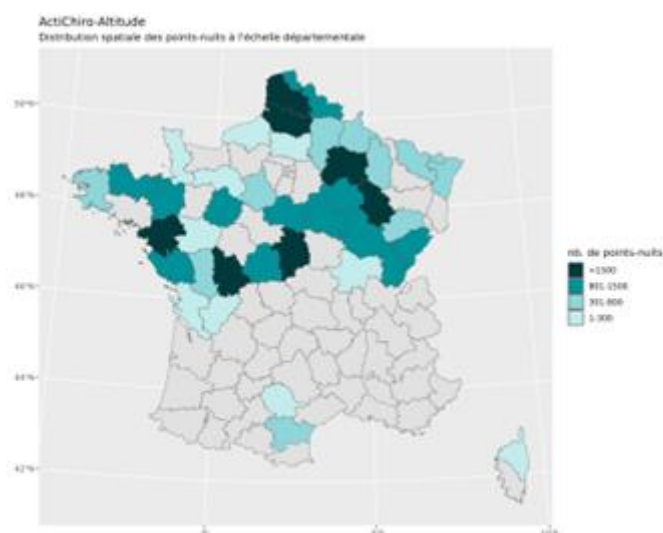 ActiChiro-Altitude
Distribution spatiale des points-nuits à l'échelle départementale
50°N
48°N
46°N
44°N
42°N
nb. de points-nuits
>1500
801-1500
301-800
1-300